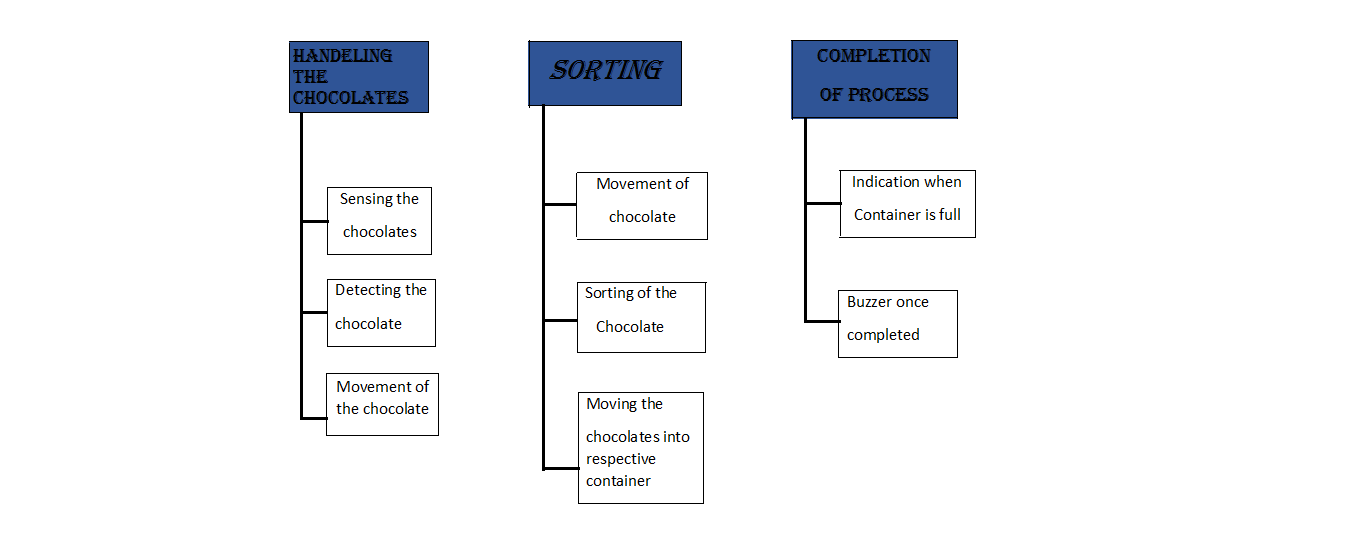 HANDELING
THE
CHOCOLATES
Sensing the
chocolates
Detecting the
chocolate
Movement of
the chocolate
SORTING
Movement of
chocolate
Sorting of the
Chocolate
Moving the
chocolates into
respective
container
COMPLETION
OF PROCESS
Indication when
Container is full
Buzzer once
completed